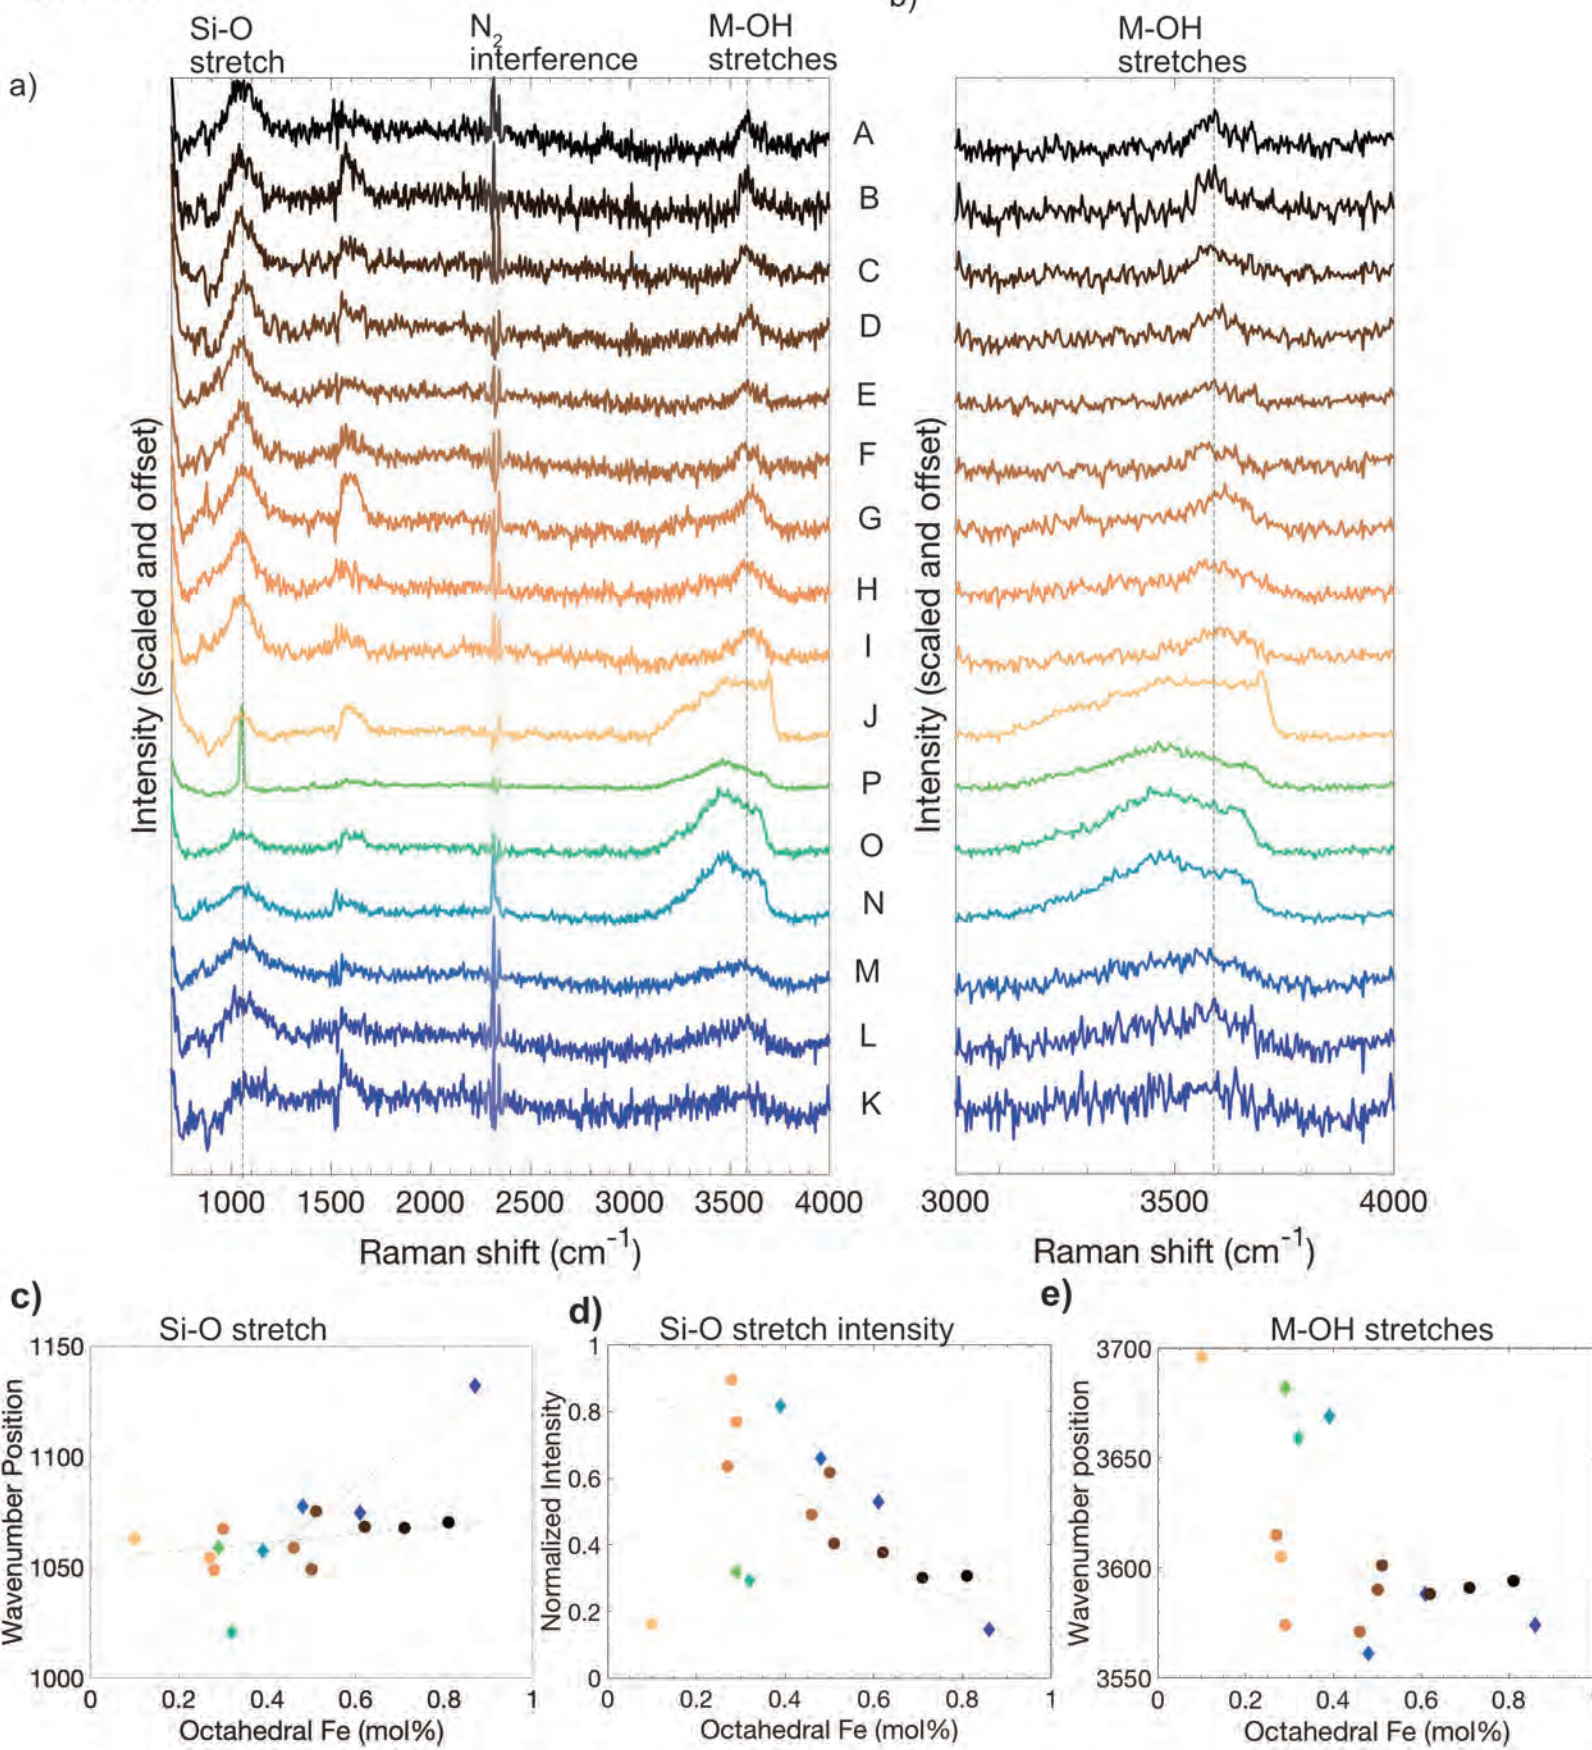 b)
a)
Si-O
stretch
N2
interference
M-OH
stretches
M-OH
stretches
A
B
C
D
E
F
G
H
I
J
P
O
N
M
L
K
Intensity (scaled and offset)
Intensity (scaled and offset)
1000 1500 2000 2500 3000 3500 4000
3000 3500 4000
Raman shift (cm⁻¹)
Raman shift (cm⁻¹)
c)
Si-O stretch
1150
1100
1050
1000
Wavenumber Position
0 0.2 0.4 0.6 0.8 1
Octahedral Fe (mol%)
d)
Si-O stretch intensity
1
0.8
0.6
0.4
0.2
0
Normalized Intensity
0 0.2 0.4 0.6 0.8 1
Octahedral Fe (mol%)
e)
M-OH stretches
3700
3650
3600
3550
Wavenumber position
0 0.2 0.4 0.6 0.8
Octahedral Fe (mol%)